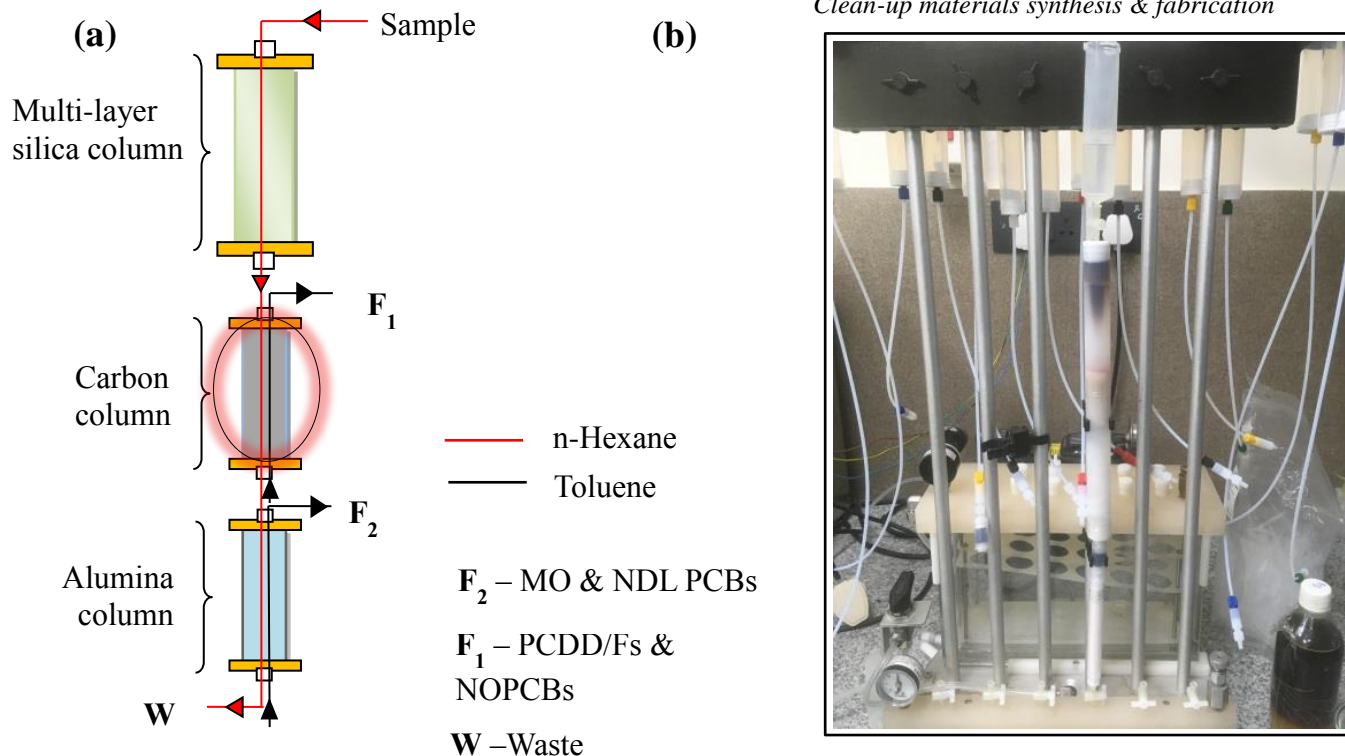 Clean-up materials synthesis & fabrication
(a)
Sample
(b)
Multi-layer
silica column
F1
Carbon
column
n-Hexane
Toluene
F2
Alumina
column
F2 – MO & NDL PCBs
F1 – PCDD/Fs &
NOPCBs
W
W –Waste